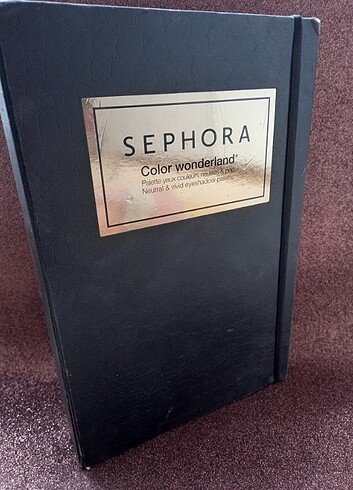 SEPHORA
Color wonderland
Palette yeux couleurs neutres & pop
Neutral & vivid eyeshadow palette